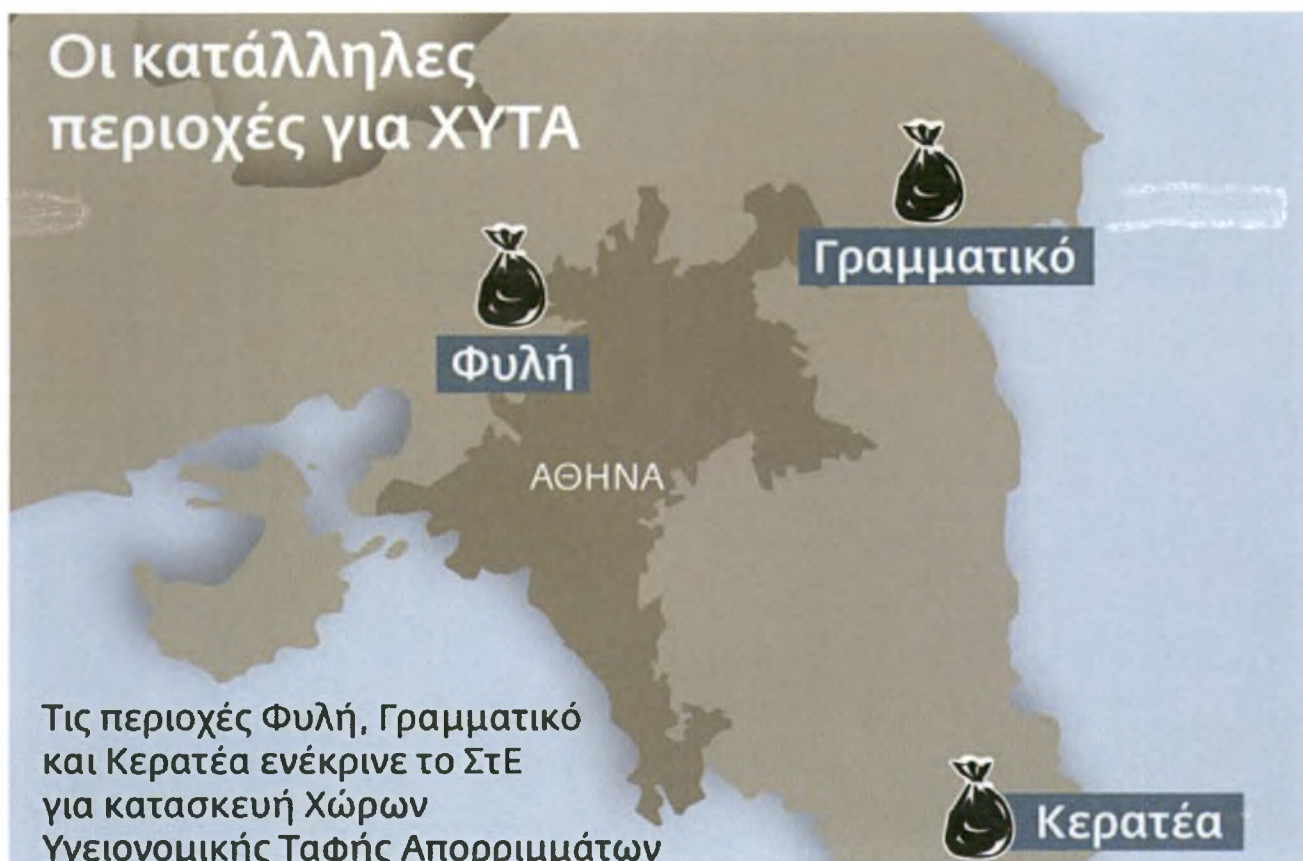 Οι κατάλληλες
περιοχές για ΧΥΤΑ
Γραμματικό
Φυλή
ΑΘΗΝΑ
Τις περιοχές Φυλή, Γραμματικό
και Κερατέα ενέκρινε το ΣτΕ
για κατασκευή Χώρων
Υγειονομικής Ταφής Απορριμμάτων
Κερατέα